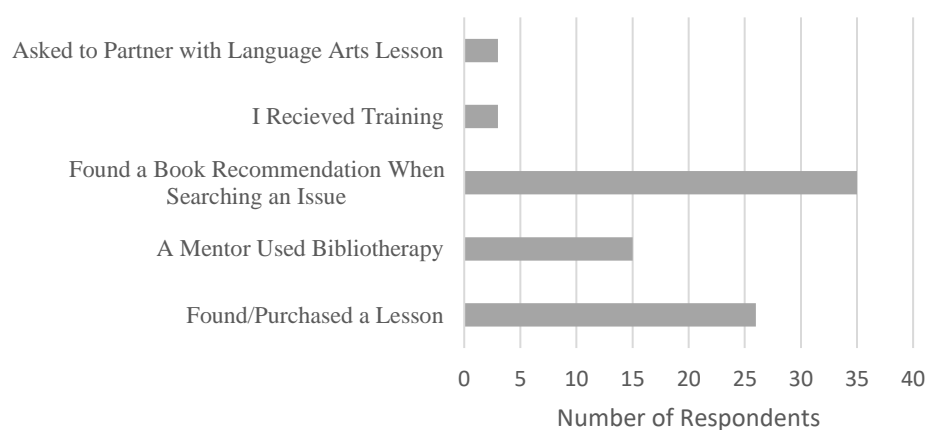 Asked to Partner with Language Arts Lesson
I Recieved Training
Found a Book Recommendation When
Searching an Issue
A Mentor Used Bibliotherapy
Found/Purchased a Lesson
0 5 10 15 20 25 30 35 40
Number of Respondents